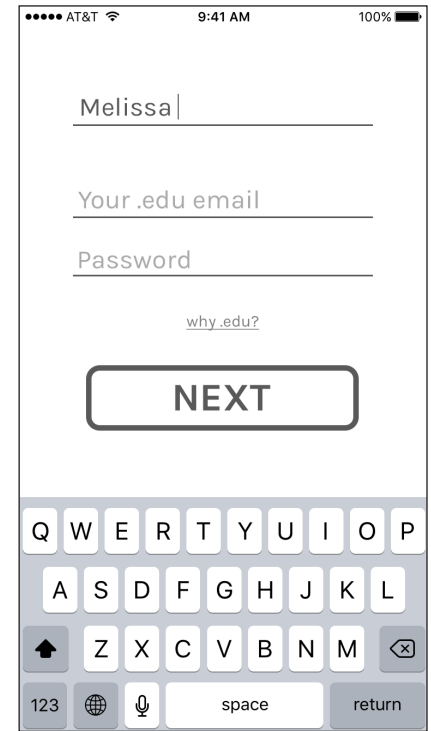 AT&T 9:41 AM 100%
Melissa
Your .edu email
Password
why .edu?
NEXT
Q W E R T Y U I O P
A S D F G H J K L
Z X C V B N M
123 space return